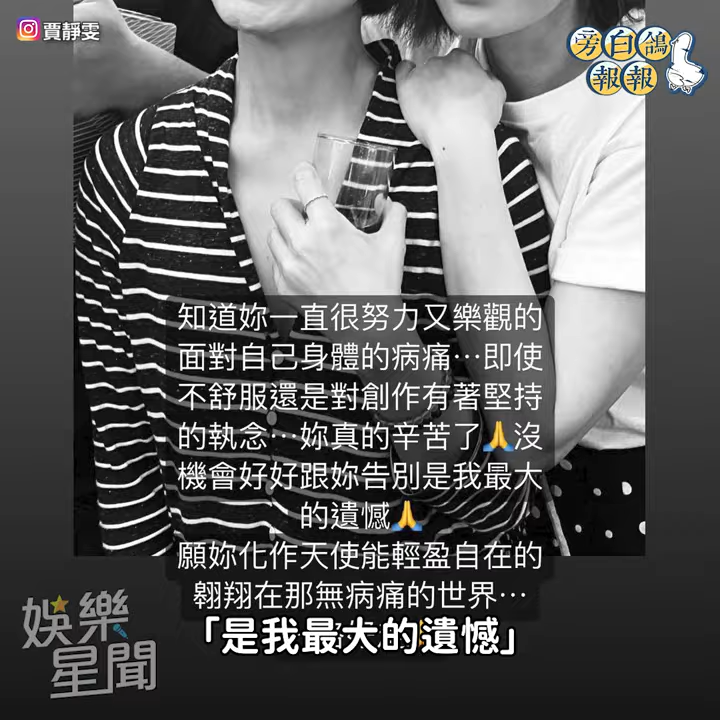 賈靜雯
旁白鴿
報報
知道妳一直很努力又樂觀的
面對自己身體的病痛⋯即使
不舒服還是對創作有著堅持
的執念⋯妳真的辛苦了🙏沒
機會好好跟妳告別是我最大
的遺憾🙏
願妳化作天使能輕盈自在的
翱翔在那無病痛的世界⋯
「是我最大的遺憾」
娛樂
星聞